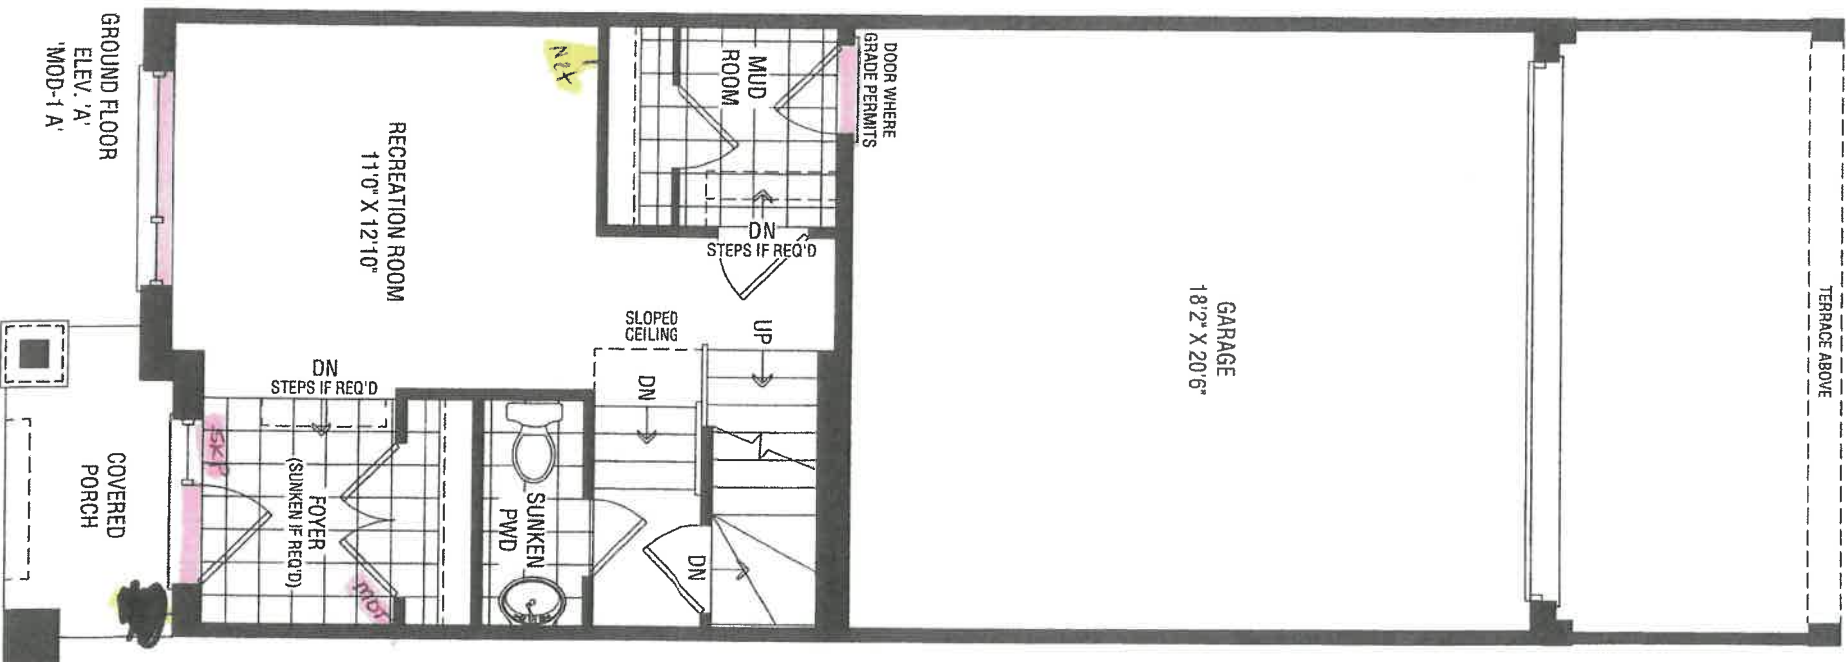 GROUND FLOOR
ELEV. 'A'
'MOD-1 A'
RECREATION ROOM
11'0" X 12'10"
MUD
ROOM
DOOR WHERE
GRADE PERMITS
DN
STEPS IF REQ'D
SLOPED
CEILING
UP
DN
DN
DN
STEPS IF REQ'D
FOYER
(SUNKEN IF REQ'D)
SUNKEN
PWD
COVERED
PORCH
GARAGE
18'2" X 20'6"
TERRACE ABOVE
SKP
MOT